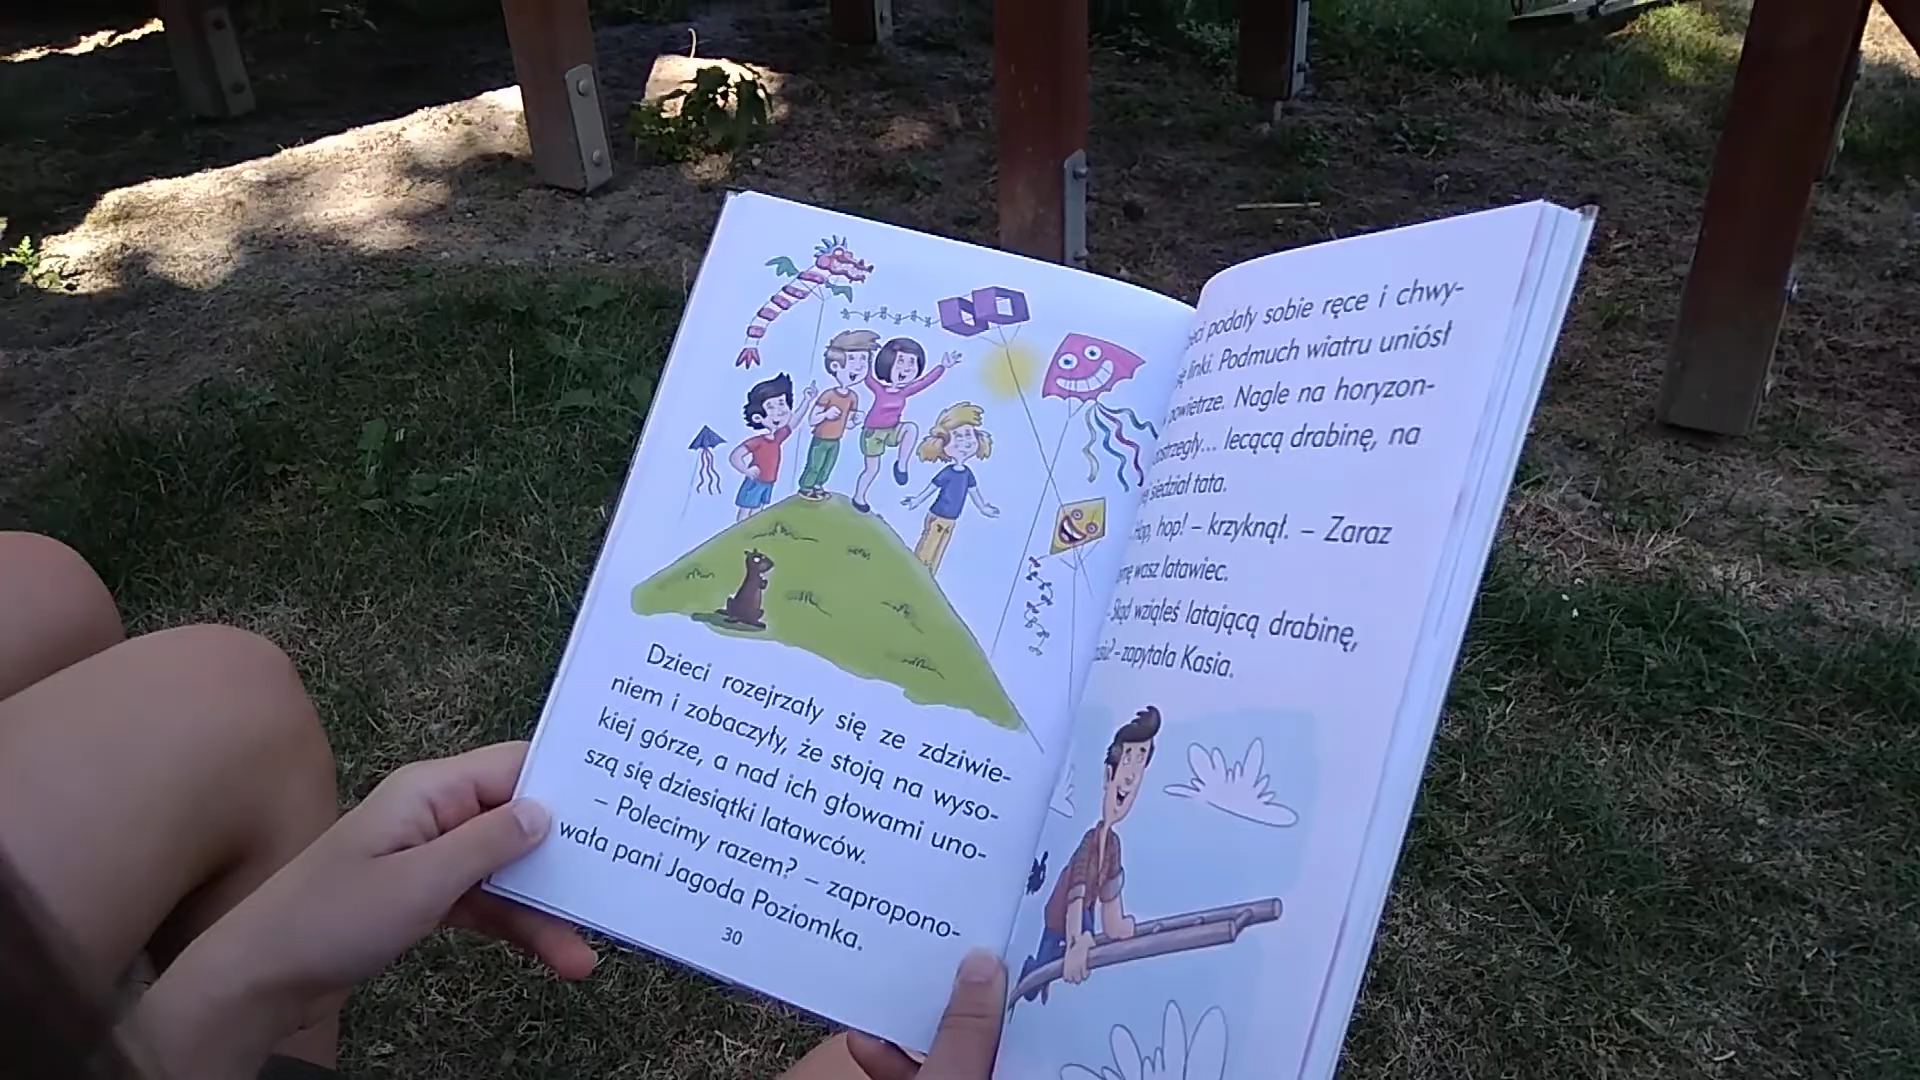 Dzieci rozejrzały się ze zdziwie-
niem i zobaczyły, że stoją na wyso-
kiej górze, a nad ich głowami uno-
szą się dziesiątki latawców.
– Polecimy razem? – zapropono-
wała pani Jagoda Poziomka.
30
podały sobie ręce i chwy-
linki. Podmuch wiatru uniósł
powietrze. Nagle na horyzon-
lecącą drabinę, na
siedział tata.
Hop, hop! – krzyknął. – Zaraz
wasz latawiec.
Skąd wziąłeś latającą drabinę,
– zapytała Kasia.